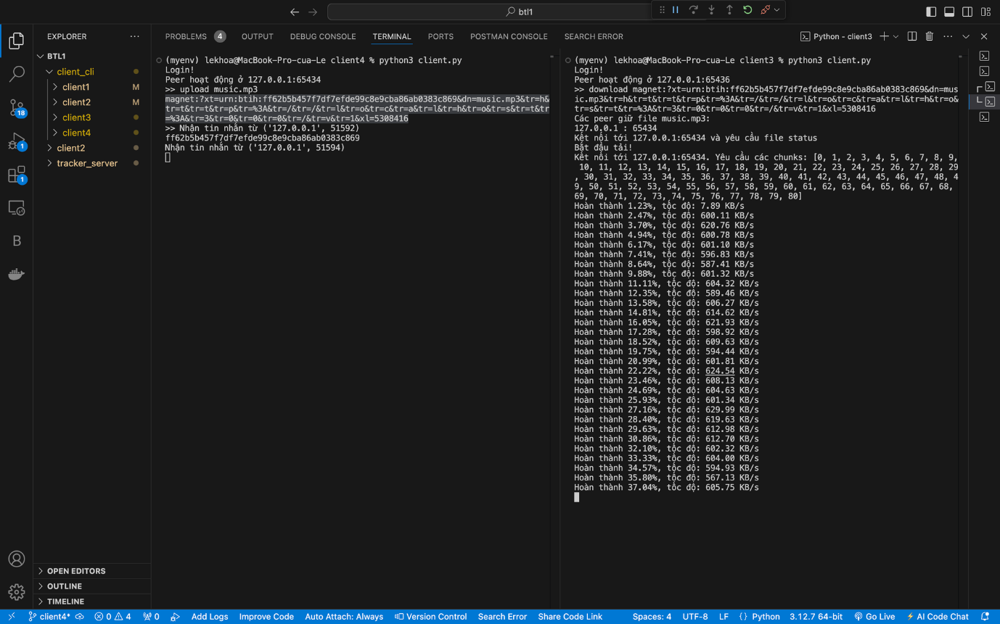 btl1
EXPLORER
PROBLEMS 4 OUTPUT DEBUG CONSOLE TERMINAL PORTS POSTMAN CONSOLE SEARCH ERROR
Python - client3
BTL1
client_cli
client1 M
client2 M
client3
client4
client2
tracker_server
18
1
1
B
(myenv) lekhoa@MacBook-Pro-cua-Le client4 % python3 client.py
Login!
Peer hoạt động ở 127.0.0.1:65434
>> upload music.mp3
magnet:?xt=urn:btih:ff62b5b457f7df7efde99c8e9cba86ab0383c869&dn=music.mp3&tr=h&
tr=t&tr=t&tr=p&tr=%3A&tr=/&tr=/&tr=l&tr=o&tr=c&tr=a&tr=l&tr=h&tr=o&tr=s&tr=t&tr
=%3A&tr=3&tr=0&tr=0&tr=0&tr=/&tr=v&tr=1&xl=5308416
>> Nhận tin nhắn từ ('127.0.0.1', 51592)
ff62b5b457f7df7efde99c8e9cba86ab0383c869
Nhận tin nhắn từ ('127.0.0.1', 51594)
(myenv) lekhoa@MacBook-Pro-cua-Le client3 % python3 client.py
Login!
Peer hoạt động ở 127.0.0.1:65436
>> download magnet:?xt=urn:btih:ff62b5b457f7df7efde99c8e9cba86ab0383c869&dn=mus
ic.mp3&tr=h&tr=t&tr=t&tr=p&tr=%3A&tr=/&tr=/&tr=l&tr=o&tr=c&tr=a&tr=l&tr=h&tr=o&
tr=s&tr=t&tr=%3A&tr=3&tr=0&tr=0&tr=0&tr=/&tr=v&tr=1&xl=5308416
Các peer giữ file music.mp3:
127.0.0.1 : 65434
Kết nối tới 127.0.0.1:65434 và yêu cầu file status
Bắt đầu tải!
Kết nối tới 127.0.0.1:65434. Yêu cầu các chunks: [0, 1, 2, 3, 4, 5, 6, 7, 8, 9,
10, 11, 12, 13, 14, 15, 16, 17, 18, 19, 20, 21, 22, 23, 24, 25, 26, 27, 28, 29
, 30, 31, 32, 33, 34, 35, 36, 37, 38, 39, 40, 41, 42, 43, 44, 45, 46, 47, 48, 4
9, 50, 51, 52, 53, 54, 55, 56, 57, 58, 59, 60, 61, 62, 63, 64, 65, 66, 67, 68,
69, 70, 71, 72, 73, 74, 75, 76, 77, 78, 79, 80]
Hoàn thành 1.23%, tốc độ: 7.89 KB/s
Hoàn thành 2.47%, tốc độ: 600.11 KB/s
Hoàn thành 3.70%, tốc độ: 620.76 KB/s
Hoàn thành 4.94%, tốc độ: 600.78 KB/s
Hoàn thành 6.17%, tốc độ: 601.10 KB/s
Hoàn thành 7.41%, tốc độ: 596.83 KB/s
Hoàn thành 8.64%, tốc độ: 587.41 KB/s
Hoàn thành 9.88%, tốc độ: 601.32 KB/s
Hoàn thành 11.11%, tốc độ: 604.32 KB/s
Hoàn thành 12.35%, tốc độ: 589.46 KB/s
Hoàn thành 13.58%, tốc độ: 606.27 KB/s
Hoàn thành 14.81%, tốc độ: 614.62 KB/s
Hoàn thành 16.05%, tốc độ: 621.93 KB/s
Hoàn thành 17.28%, tốc độ: 598.92 KB/s
Hoàn thành 18.52%, tốc độ: 609.63 KB/s
Hoàn thành 19.75%, tốc độ: 594.44 KB/s
Hoàn thành 20.99%, tốc độ: 601.81 KB/s
Hoàn thành 22.22%, tốc độ: 624.54 KB/s
Hoàn thành 23.46%, tốc độ: 608.13 KB/s
Hoàn thành 24.69%, tốc độ: 604.63 KB/s
Hoàn thành 25.93%, tốc độ: 601.34 KB/s
Hoàn thành 27.16%, tốc độ: 629.99 KB/s
Hoàn thành 28.40%, tốc độ: 619.63 KB/s
Hoàn thành 29.63%, tốc độ: 612.98 KB/s
Hoàn thành 30.86%, tốc độ: 612.70 KB/s
Hoàn thành 32.10%, tốc độ: 602.32 KB/s
Hoàn thành 33.33%, tốc độ: 604.00 KB/s
Hoàn thành 34.57%, tốc độ: 594.93 KB/s
Hoàn thành 35.80%, tốc độ: 567.13 KB/s
Hoàn thành 37.04%, tốc độ: 605.75 KB/s
OPEN EDITORS
OUTLINE
TIMELINE
client4* 0 4 0 Add Logs Improve Code Auto Attach: Always Version Control Search Error Share Code Link Spaces: 4 UTF-8 LF {} Python 3.12.7 64-bit Go Live AI Code Chat